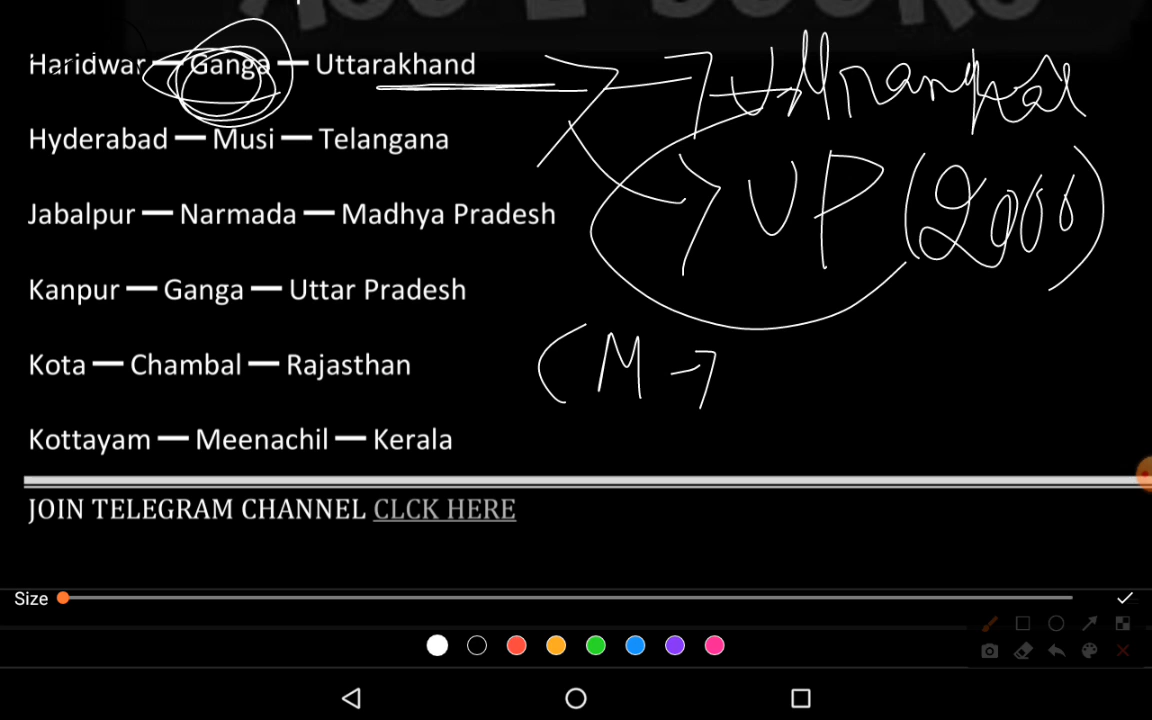 Haridwar — Ganga — Uttarakhand
UP (2000)
Hyderabad — Musi — Telangana
Jabalpur — Narmada — Madhya Pradesh
Kanpur — Ganga — Uttar Pradesh
CM →
Kota — Chambal — Rajasthan
Kottayam — Meenachil — Kerala
JOIN TELEGRAM CHANNEL CLCK HERE
Size